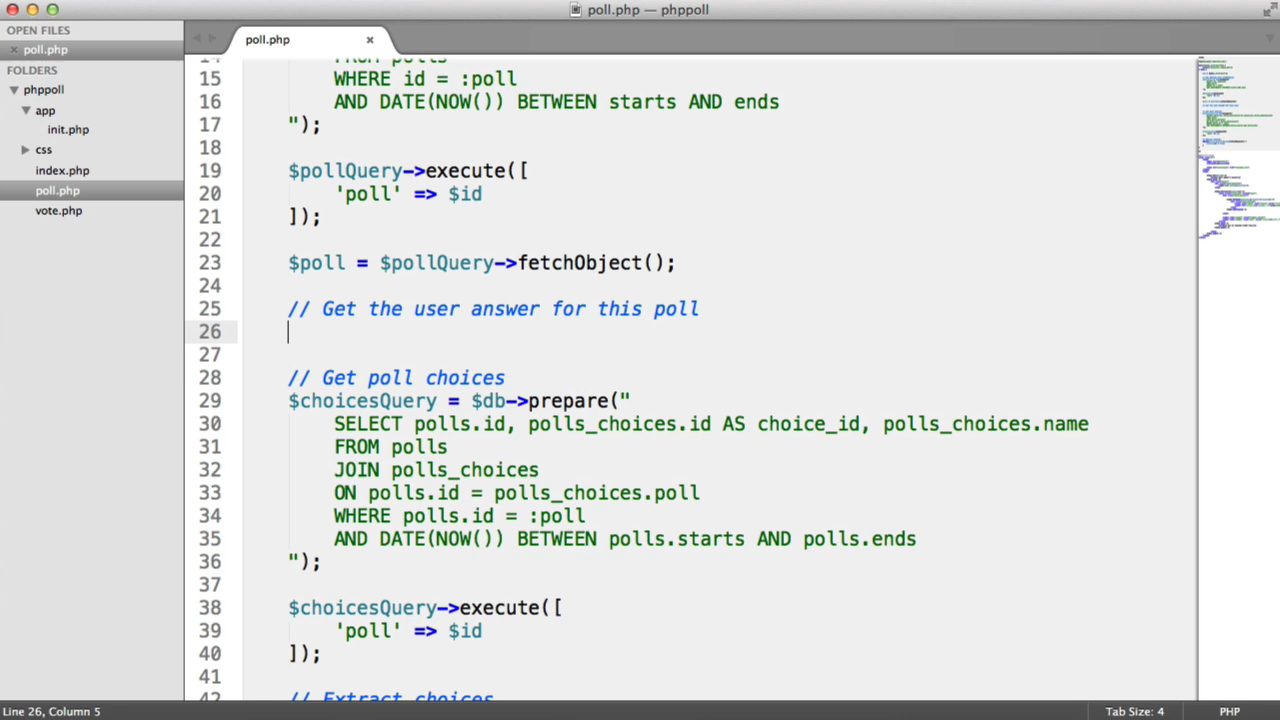 poll.php — phppoll
OPEN FILES
poll.php
FOLDERS
phppoll
app
init.php
css
index.php
poll.php
vote.php
poll.php
14 FROM polls
15 WHERE id = :poll
16 AND DATE(NOW()) BETWEEN starts AND ends
17 ");
18
19 $pollQuery->execute([
20 'poll' => $id
21 ]);
22
23 $poll = $pollQuery->fetchObject();
24
25 // Get the user answer for this poll
26
27
28 // Get poll choices
29 $choicesQuery = $db->prepare("
30 SELECT polls.id, polls_choices.id AS choice_id, polls_choices.name
31 FROM polls
32 JOIN polls_choices
33 ON polls.id = polls_choices.poll
34 WHERE polls.id = :poll
35 AND DATE(NOW()) BETWEEN polls.starts AND polls.ends
36 ");
37
38 $choicesQuery->execute([
39 'poll' => $id
40 ]);
41
42 // Extract choices
Line 26, Column 5
Tab Size: 4
PHP